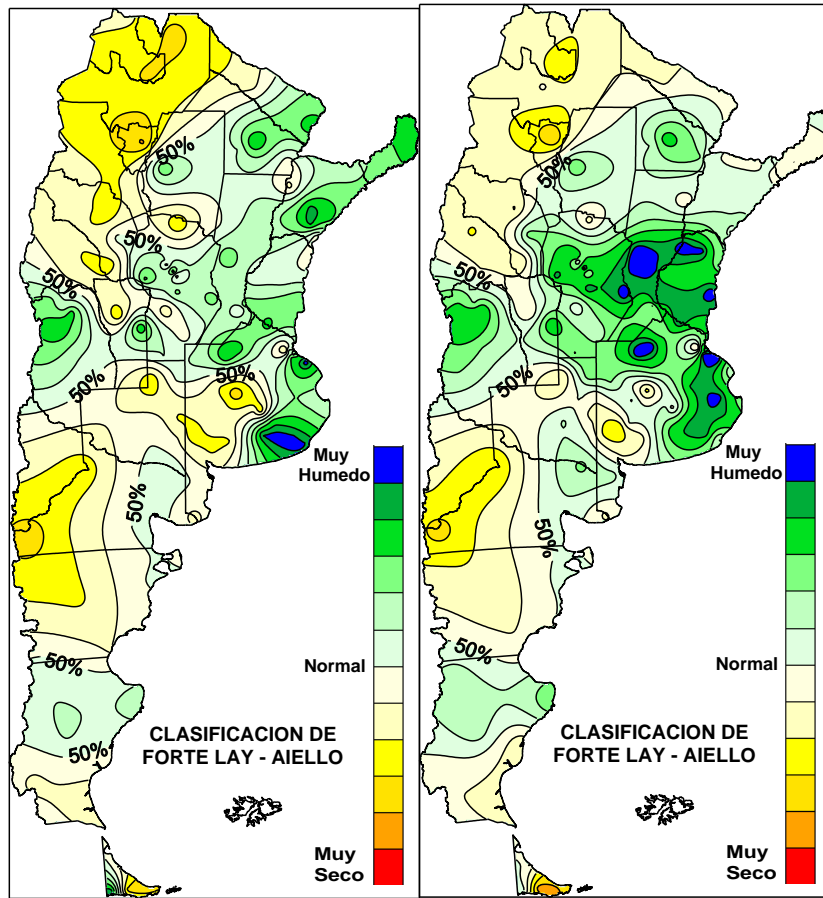 50%
50%
50%
50%
50%
50%
50%
50%
Muy
Humedo
Normal
CLASIFICACION DE
FORTE LAY - AIELLO
Muy
Seco
50%
50%
50%
50%
50%
Muy
Humedo
Normal
CLASIFICACION DE
FORTE LAY - AIELLO
Muy
Seco